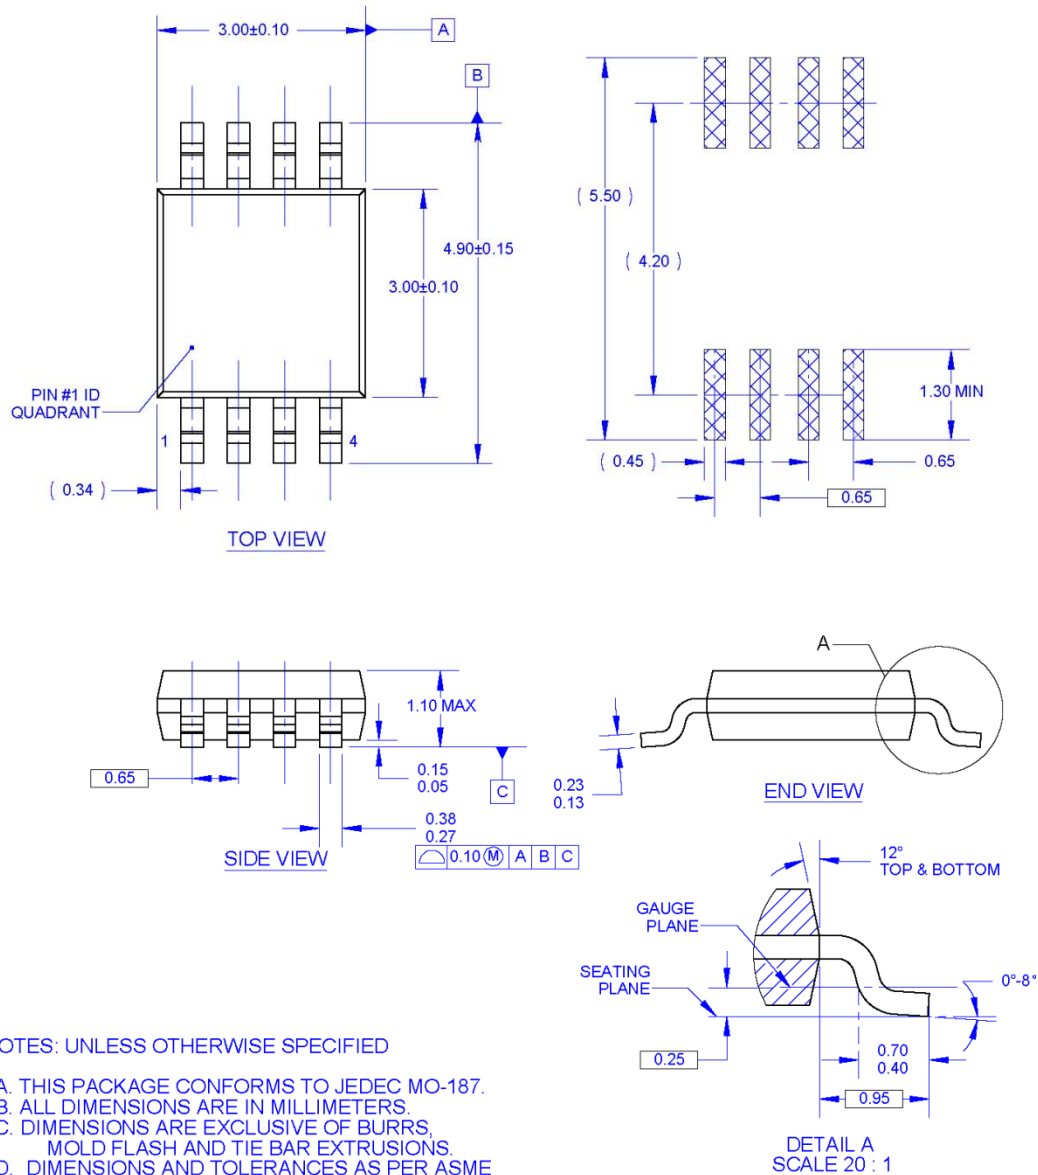 3.00±0.10
A
B
4.90±0.15
3.00±0.10
PIN #1 ID
QUADRANT
1
4
( 0.34 )
TOP VIEW
( 5.50 )
( 4.20 )
1.30 MIN
( 0.45 )
0.65
0.65
1.10 MAX
0.65
0.15
0.05
C
0.38
0.27
0.10 Ⓜ A B C
SIDE VIEW
A
0.23
0.13
END VIEW
12°
TOP & BOTTOM
GAUGE
PLANE
SEATING
PLANE
0°-8°
0.25
0.70
0.40
0.95
DETAIL A
SCALE 20 : 1
OTES: UNLESS OTHERWISE SPECIFIED
A. THIS PACKAGE CONFORMS TO JEDEC MO-187.
B. ALL DIMENSIONS ARE IN MILLIMETERS.
C. DIMENSIONS ARE EXCLUSIVE OF BURRS,
MOLD FLASH AND TIE BAR EXTRUSIONS.
D. DIMENSIONS AND TOLERANCES AS PER ASME